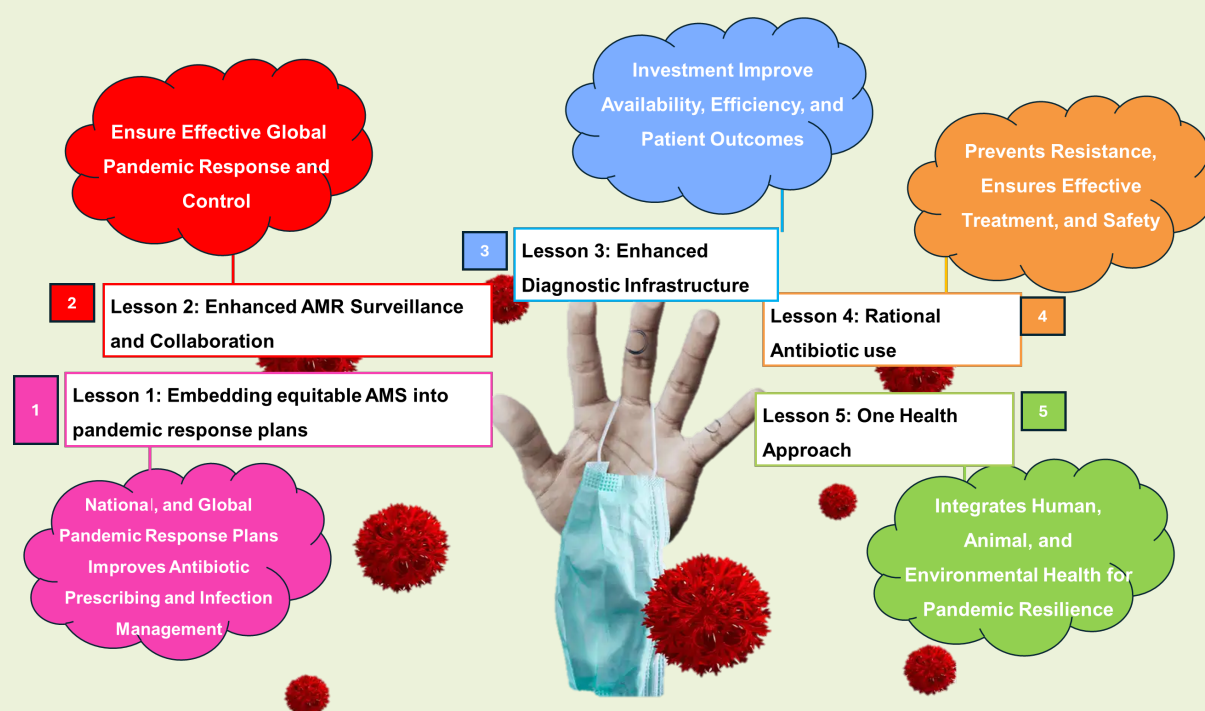 Ensure Effective Global
Pandemic Response and
Control
2
Lesson 2: Enhanced AMR Surveillance
and Collaboration
1
Lesson 1: Embedding equitable AMS into
pandemic response plans
National, and Global
Pandemic Response Plans
Improves Antibiotic
Prescribing and Infection
Management
Investment Improve
Availability, Efficiency, and
Patient Outcomes
3
Lesson 3: Enhanced
Diagnostic Infrastructure
Prevents Resistance,
Ensures Effective
Treatment, and Safety
Lesson 4: Rational
Antibiotic use
4
Lesson 5: One Health
Approach
5
Integrates Human,
Animal, and
Environmental Health for
Pandemic Resilience